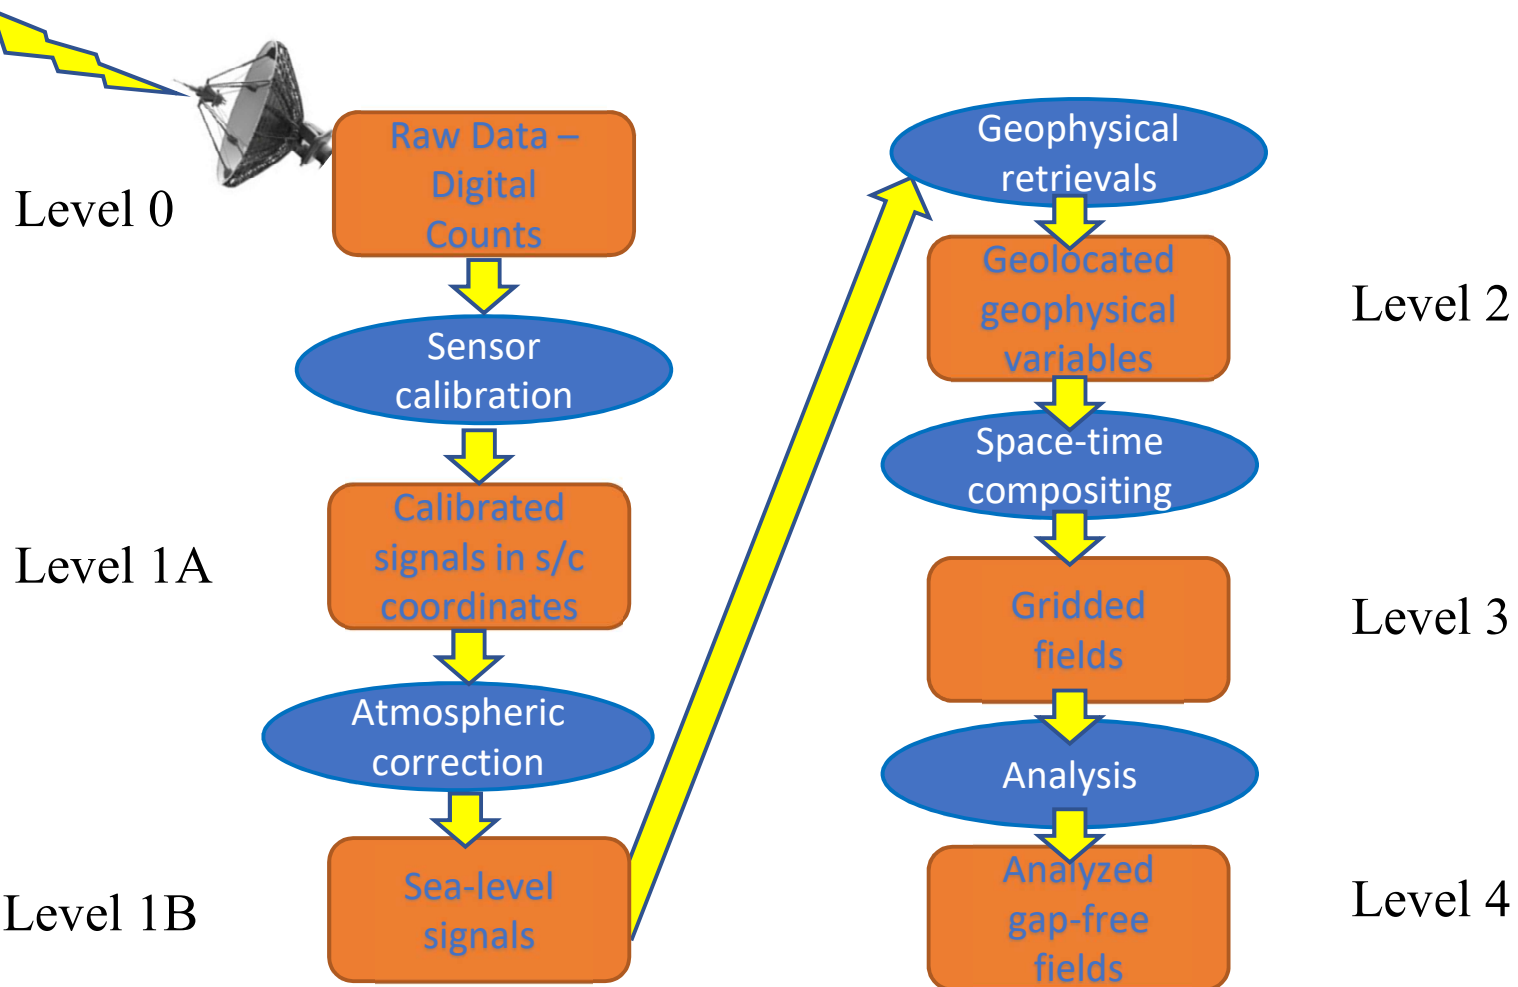 Level 0
Raw Data –
Digital
Counts
Sensor
calibration
Level 1A
Calibrated
signals in s/c
coordinates
Atmospheric
correction
Level 1B
Sea-level
signals
Geophysical
retrievals
Geolocated
geophysical
variables
Level 2
Space-time
compositing
Gridded
fields
Level 3
Analysis
Analyzed
gap-free
fields
Level 4